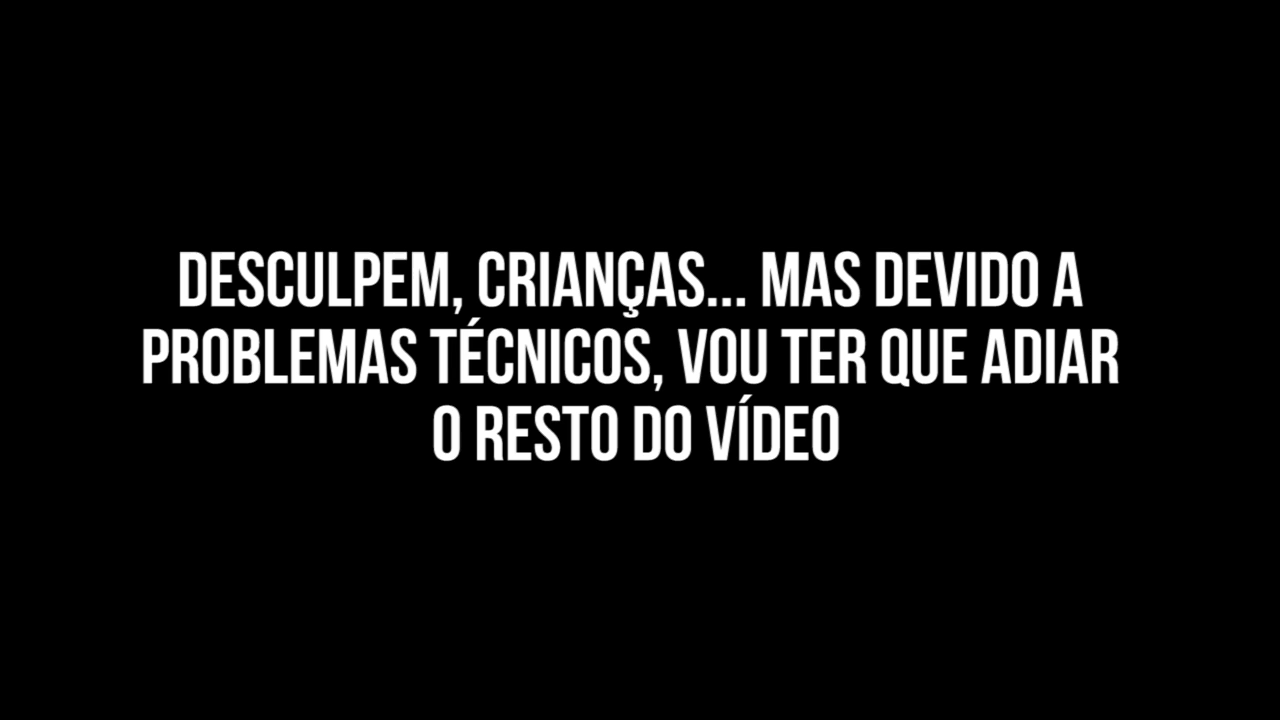 DESCULPEM, CRIANÇAS... MAS DEVIDO A
PROBLEMAS TÉCNICOS, VOU TER QUE ADIAR
O RESTO DO VÍDEO